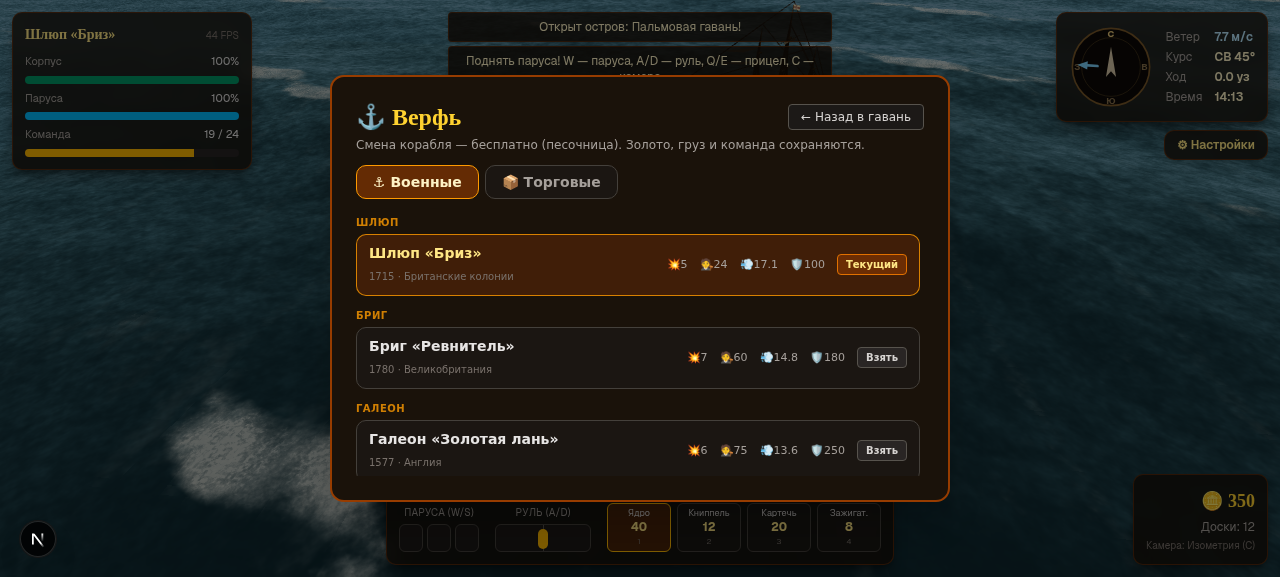 Шлюп «Бриз»
44 FPS
Корпус 100%
Паруса 100%
Команда 19 / 24
Открыт остров: Пальмовая гавань!
Поднять паруса! W — паруса, A/D — руль, Q/E — прицел, C —
С
З
В
Ю
Ветер 7.7 м/с
Курс СВ 45°
Ход 0.0 уз
Время 14:13
⚙ Настройки
⚓ Верфь
← Назад в гавань
Смена корабля — бесплатно (песочница). Золото, груз и команда сохраняются.
⚓ Военные
📦 Торговые
ШЛЮП
Шлюп «Бриз»
1715 · Британские колонии
💥5 🧑‍✈️24 💨17.1 🛡️100 Текущий
БРИГ
Бриг «Ревнитель»
1780 · Великобритания
💥7 🧑‍✈️60 💨14.8 🛡️180 Взять
ГАЛЕОН
Галеон «Золотая лань»
1577 · Англия
💥6 🧑‍✈️75 💨13.6 🛡️250 Взять
ПАРУСА (W/S)
РУЛЬ (A/D)
Ядро
40
1
Книппель
12
2
Картечь
20
3
Зажигат.
8
4
🪙 350
Доски: 12
Камера: Изометрия (C)
N